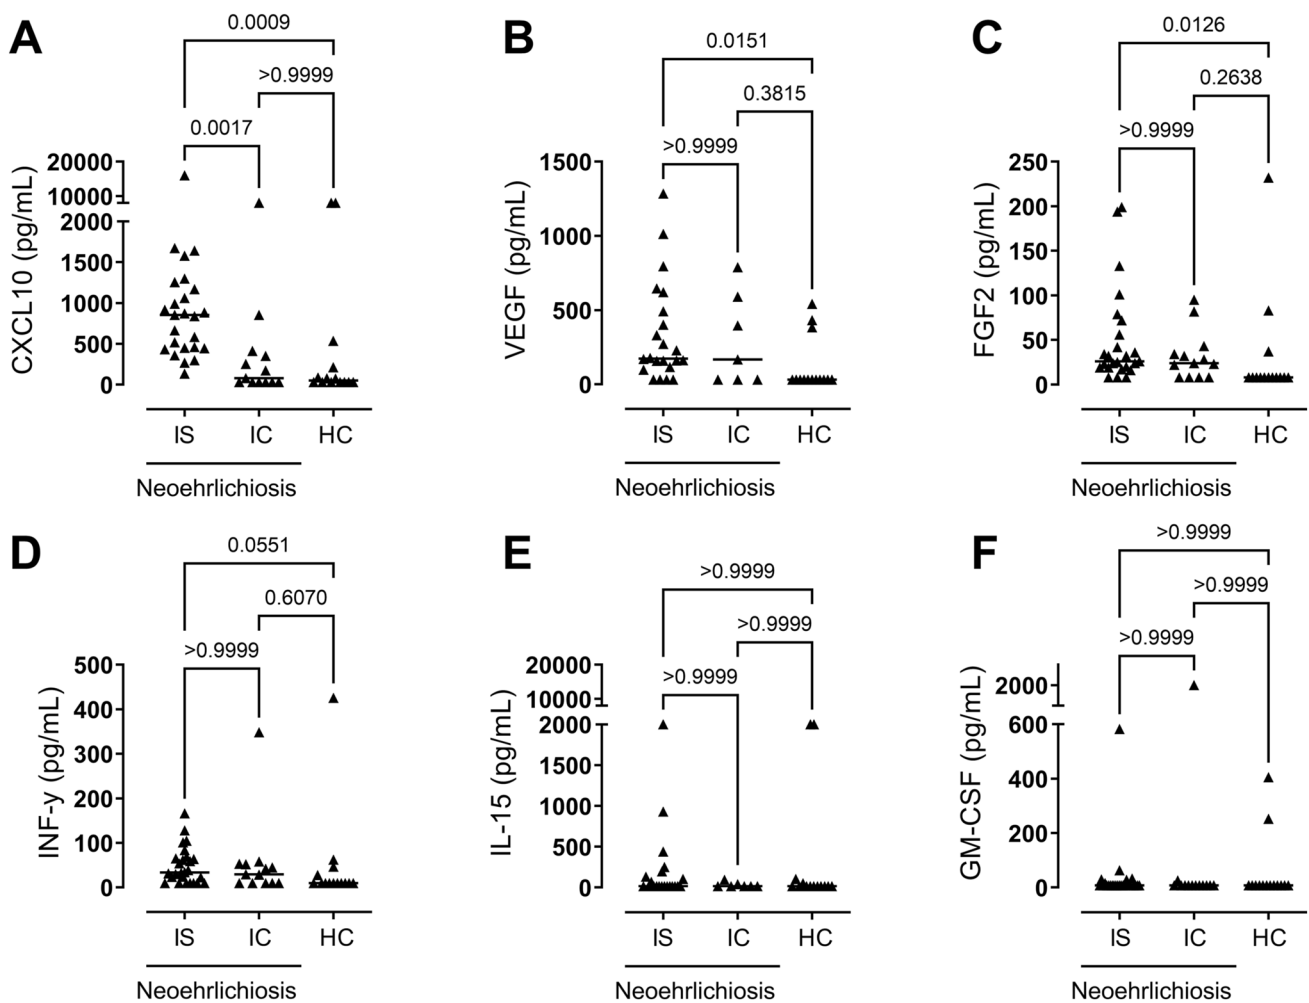 A
0.0009
>0.9999
0.0017
CXCL10 (pg/mL)
20000
10000
2000
1500
1000
500
0
IS
IC
HC
Neoehrlichiosis
B
0.0151
0.3815
>0.9999
VEGF (pg/mL)
1500
1000
500
0
IS
IC
HC
Neoehrlichiosis
C
0.0126
0.2638
>0.9999
FGF2 (pg/mL)
250
200
150
100
50
0
IS
IC
HC
Neoehrlichiosis
D
0.0551
0.6070
>0.9999
INF-y (pg/mL)
500
400
300
200
100
0
IS
IC
HC
Neoehrlichiosis
E
>0.9999
>0.9999
>0.9999
IL-15 (pg/mL)
20000
10000
2000
1500
1000
500
0
IS
IC
HC
Neoehrlichiosis
F
>0.9999
>0.9999
>0.9999
GM-CSF (pg/mL)
2000
600
400
200
0
IS
IC
HC
Neoehrlichiosis